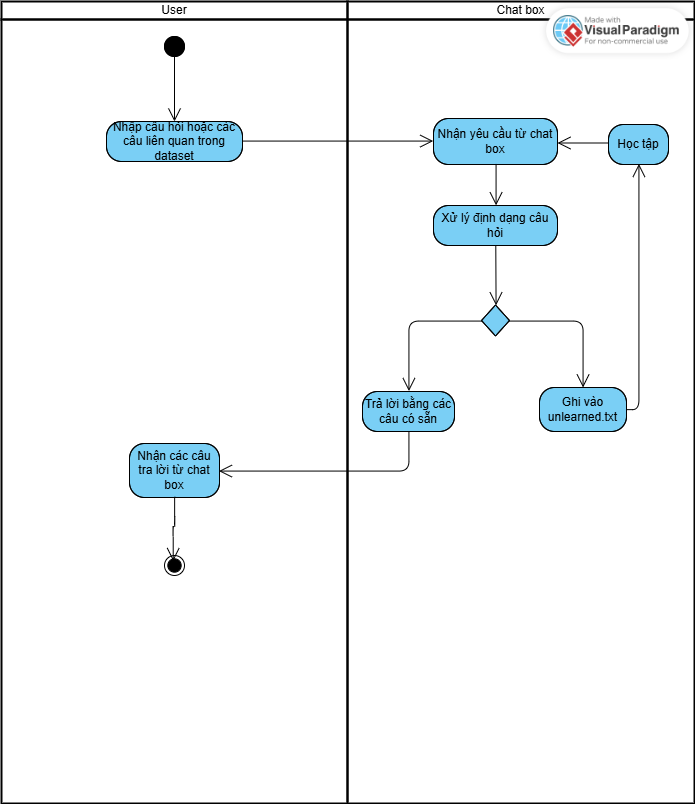 User
Chat box
Made with
Visual Paradigm
For non-commercial use
Nhập câu hỏi hoặc các
câu liên quan trong
dataset
Nhận yêu cầu từ chat
box
Học tập
Xử lý định dạng câu
hỏi
Trả lời bằng các
câu có sẵn
Ghi vào
unlearned.txt
Nhận các câu
tra lời từ chat
box